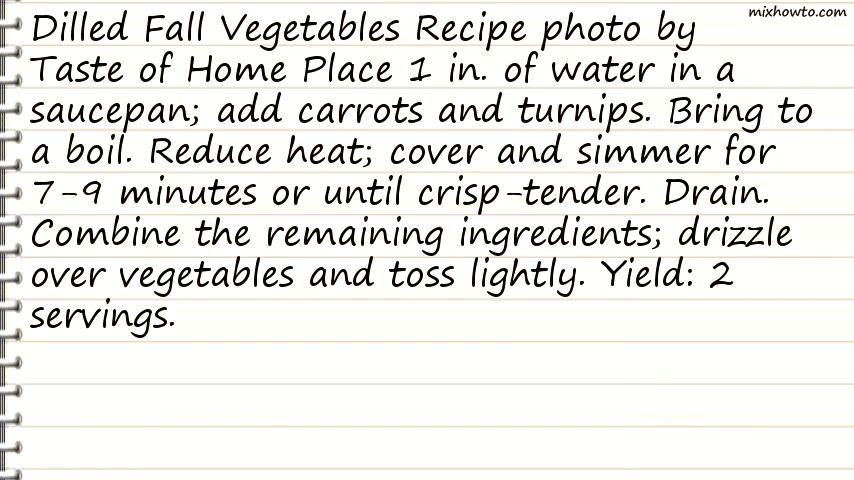 mixhowto.com
Dilled Fall Vegetables Recipe photo by
Taste of Home Place 1 in. of water in a
saucepan; add carrots and turnips. Bring to
a boil. Reduce heat; cover and simmer for
7-9 minutes or until crisp-tender. Drain.
Combine the remaining ingredients; drizzle
over vegetables and toss lightly. Yield: 2
servings.